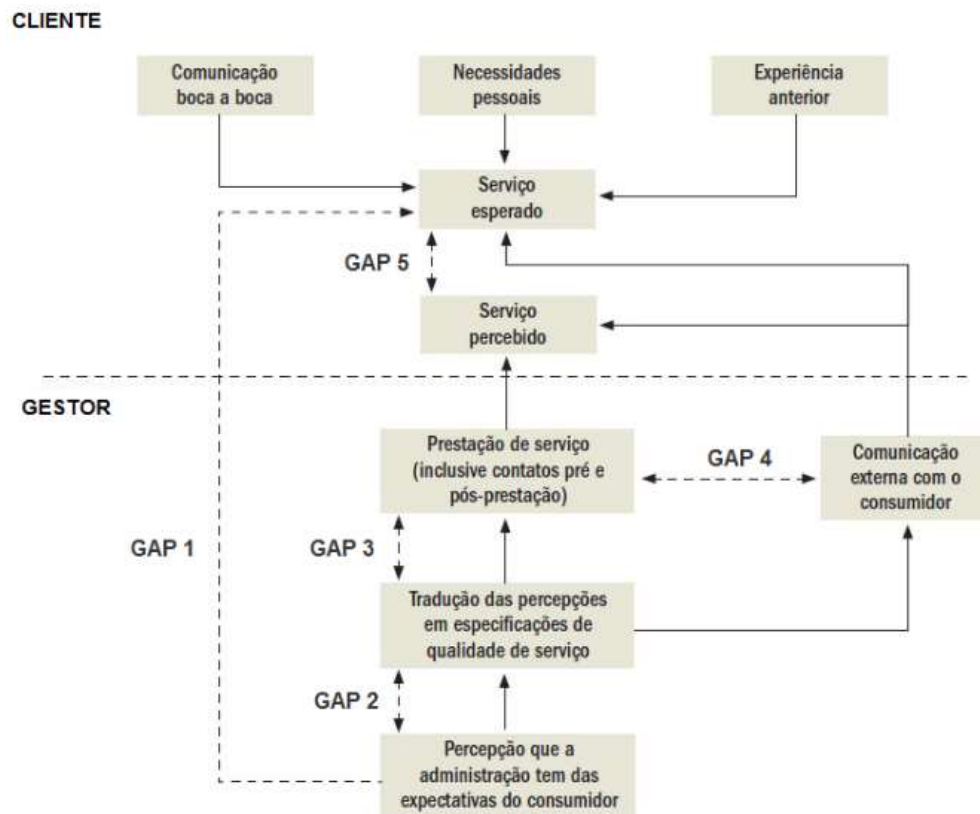 CLIENTE
Comunicação
boca a boca
Necessidades
pessoais
Experiência
anterior
Serviço
esperado
GAP 5
Serviço
percebido
GESTOR
Prestação de serviço
(inclusive contatos pré e
pós-prestação)
GAP 4
Comunicação
externa com o
consumidor
GAP 1
GAP 3
Tradução das percepções
em especificações de
qualidade de serviço
GAP 2
Percepção que a
administração tem das
expectativas do consumidor